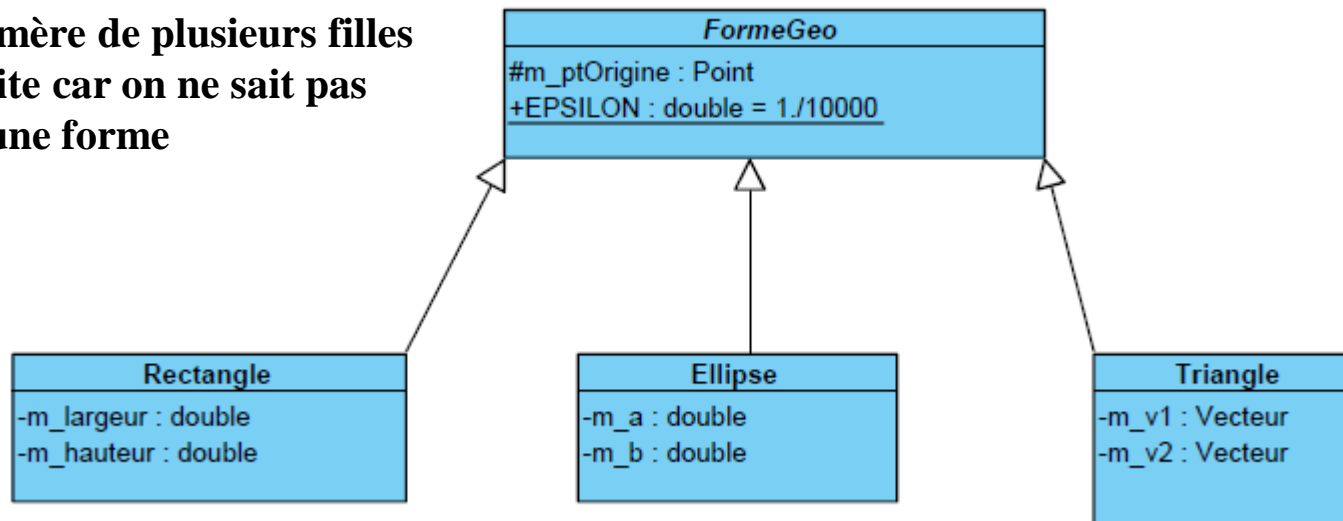 mère de plusieurs filles
ite car on ne sait pas
une forme
FormeGeo
#m_ptOrigine : Point
+EPSILON : double = 1./10000
Rectangle
-m_largeur : double
-m_hauteur : double
Ellipse
-m_a : double
-m_b : double
Triangle
-m_v1 : Vecteur
-m_v2 : Vecteur